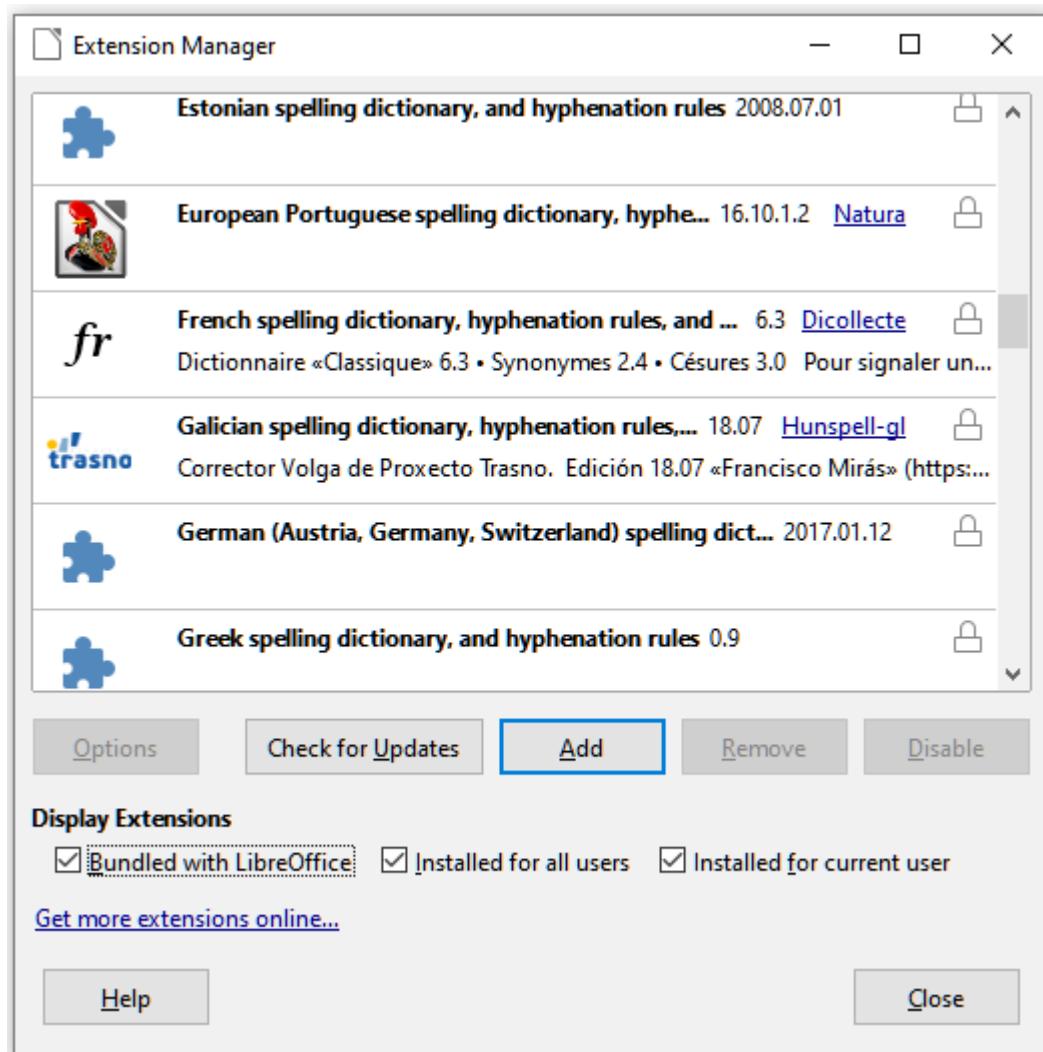 Extension Manager
Estonian spelling dictionary, and hyphenation rules 2008.07.01
European Portuguese spelling dictionary, hyphe... 16.10.1.2 Natura
fr
French spelling dictionary, hyphenation rules, and ... 6.3 Dicollecte
Dictionnaire «Classique» 6.3 • Synonymes 2.4 • Césures 3.0 Pour signaler un...
trasno
Galician spelling dictionary, hyphenation rules,... 18.07 Hunspell-gl
Corrector Volga de Proxecto Trasno. Edición 18.07 «Francisco Mirás» (https:...
German (Austria, Germany, Switzerland) spelling dict... 2017.01.12
Greek spelling dictionary, and hyphenation rules 0.9
Options Check for Updates Add Remove Disable
Display Extensions
Bundled with LibreOffice Installed for all users Installed for current user
Get more extensions online...
Help Close